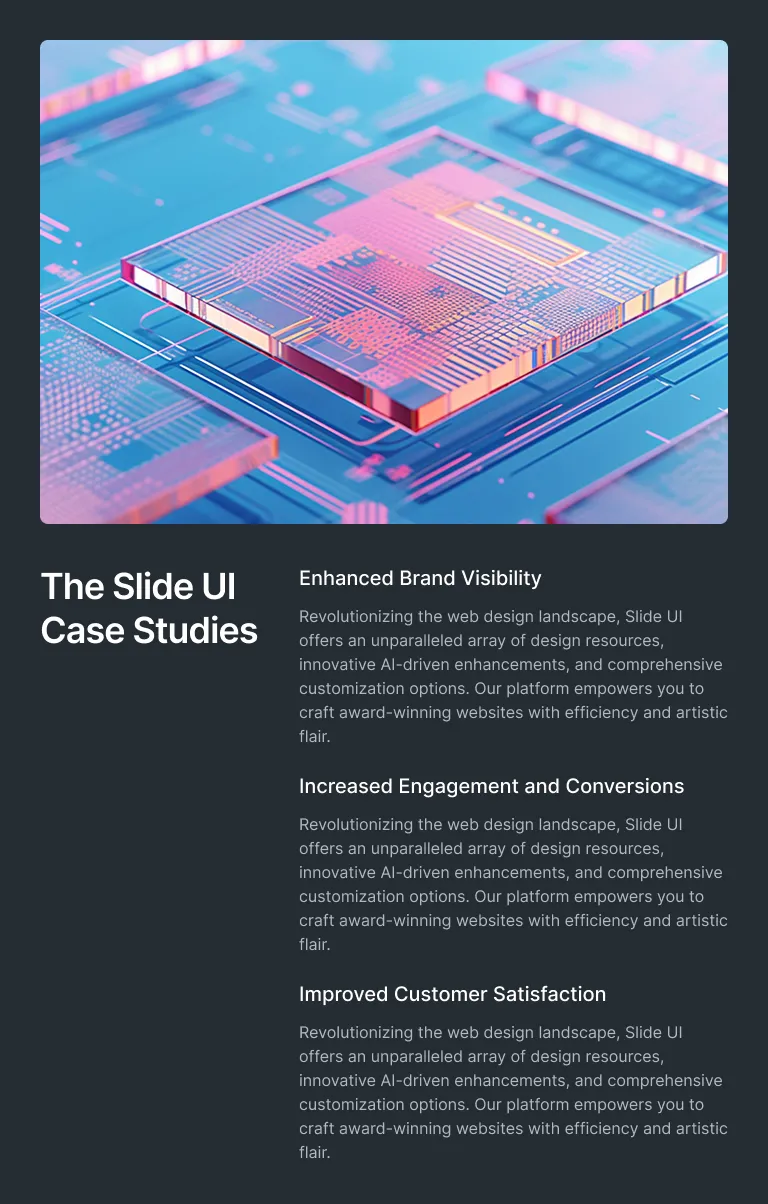 The Slide UI
Case Studies
Enhanced Brand Visibility
Revolutionizing the web design landscape, Slide UI
offers an unparalleled array of design resources,
innovative AI-driven enhancements, and comprehensive
customization options. Our platform empowers you to
craft award-winning websites with efficiency and artistic
flair.
Increased Engagement and Conversions
Revolutionizing the web design landscape, Slide UI
offers an unparalleled array of design resources,
innovative AI-driven enhancements, and comprehensive
customization options. Our platform empowers you to
craft award-winning websites with efficiency and artistic
flair.
Improved Customer Satisfaction
Revolutionizing the web design landscape, Slide UI
offers an unparalleled array of design resources,
innovative AI-driven enhancements, and comprehensive
customization options. Our platform empowers you to
craft award-winning websites with efficiency and artistic
flair.